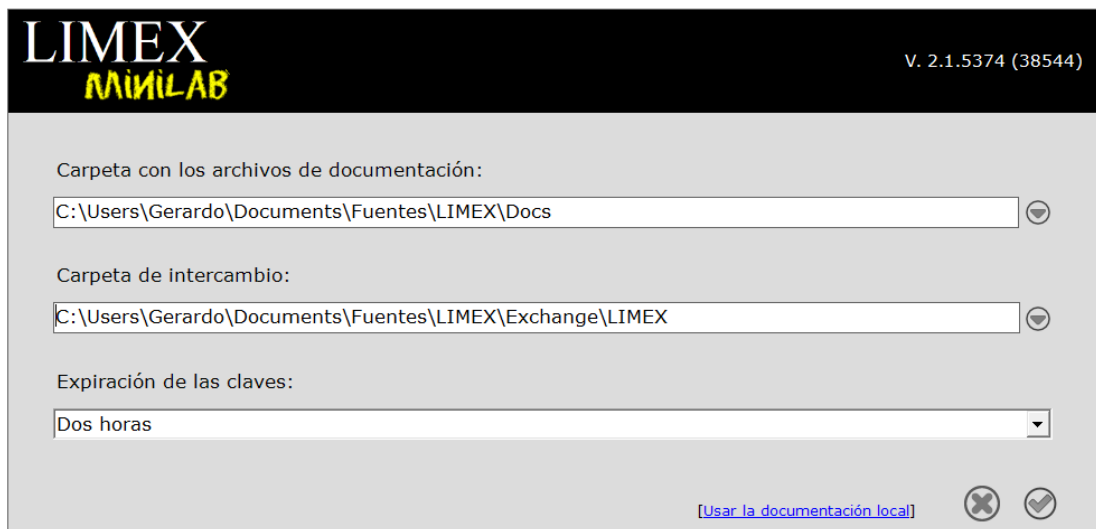 LIMEX
MiNiLAB
V. 2.1.5374 (38544)
Carpeta con los archivos de documentación:
C:\Users\Gerardo\Documents\Fuentes\LIMEX\Docs
Carpeta de intercambio:
C:\Users\Gerardo\Documents\Fuentes\LIMEX\Exchange\LIMEX
Expiración de las claves:
Dos horas
[Usar la documentación local]